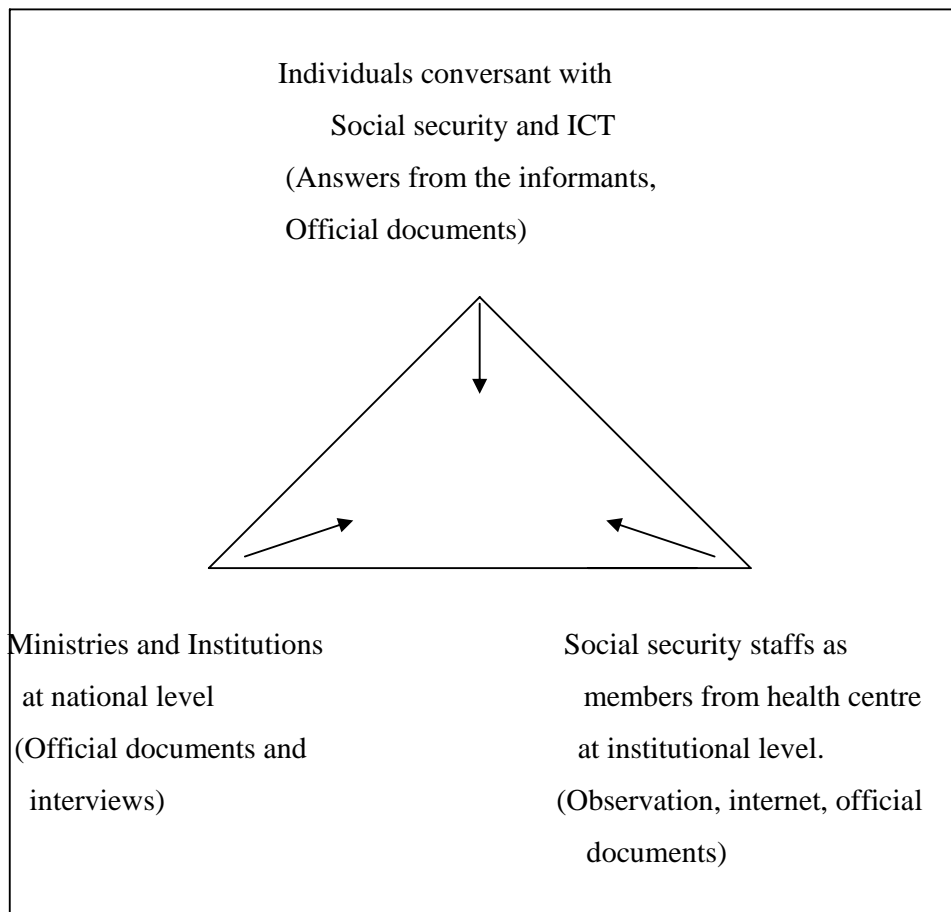 Individuals conversant with
Social security and ICT
(Answers from the informants,
Official documents)
Ministries and Institutions
at national level
(Official documents and
interviews)
Social security staffs as
members from health centre
at institutional level.
(Observation, internet, official
documents)